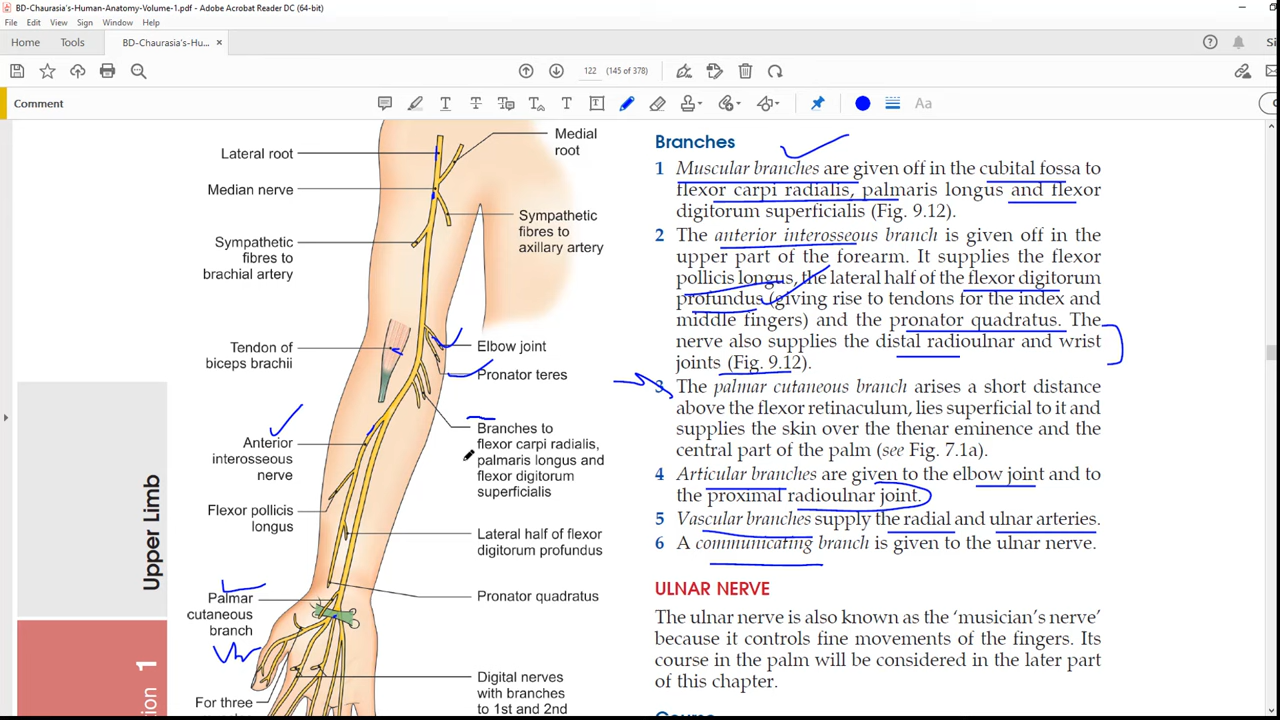 BD-Chaurasia's-Human-Anatomy-Volume-1.pdf - Adobe Acrobat Reader DC (64-bit)
File Edit View Sign Window Help
Home Tools BD-Chaurasia's-Hu... ×
122 (145 of 378)
Comment
Aa
Lateral root
Median nerve
Sympathetic
fibres to
brachial artery
Tendon of
biceps brachii
Anterior
interosseous
nerve
Flexor pollicis
longus
Palmar
cutaneous
branch
For three
Medial
root
Sympathetic
fibres to
axillary artery
Elbow joint
Pronator teres
Branches to
flexor carpi radialis,
palmaris longus and
flexor digitorum
superficialis
Lateral half of flexor
digitorum profundus
Pronator quadratus
Digital nerves
with branches
to 1st and 2nd
Upper Limb
1
Branches
1 Muscular branches are given off in the cubital fossa to
flexor carpi radialis, palmaris longus and flexor
digitorum superficialis (Fig. 9.12).
2 The anterior interosseous branch is given off in the
upper part of the forearm. It supplies the flexor
pollicis longus, the lateral half of the flexor digitorum
profundus (giving rise to tendons for the index and
middle fingers) and the pronator quadratus. The
nerve also supplies the distal radioulnar and wrist
joints (Fig. 9.12).
3 The palmar cutaneous branch arises a short distance
above the flexor retinaculum, lies superficial to it and
supplies the skin over the thenar eminence and the
central part of the palm (see Fig. 7.1a).
4 Articular branches are given to the elbow joint and to
the proximal radioulnar joint.
5 Vascular branches supply the radial and ulnar arteries.
6 A communicating branch is given to the ulnar nerve.
ULNAR NERVE
The ulnar nerve is also known as the ‘musician's nerve’
because it controls fine movements of the fingers. Its
course in the palm will be considered in the later part
of this chapter.